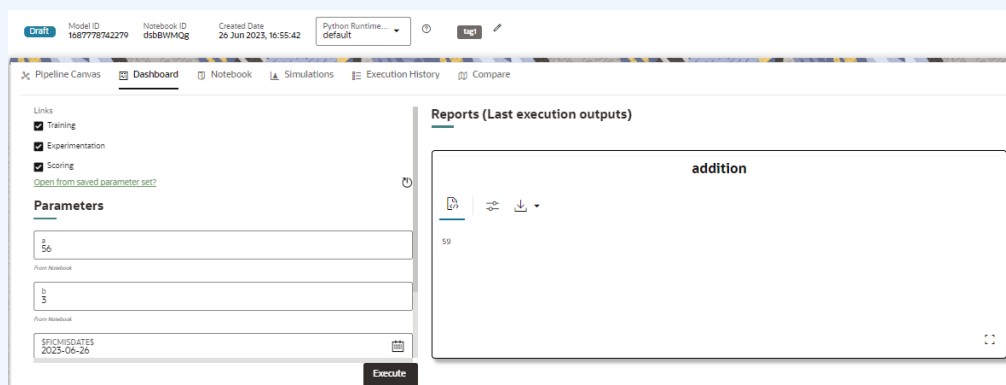 Draft
Model ID
1687778742279
Notebook ID
dsbBWMQg
Created Date
26 Jun 2023, 16:55:42
Python Runtime...
default
tag1
Pipeline Canvas
Dashboard
Notebook
Simulations
Execution History
Compare
Links
Training
Experimentation
Scoring
Open from saved parameter set?
Parameters
a
56
From Notebook
b
3
From Notebook
$FICMISDATE$
2023-06-26
Execute
Reports (Last execution outputs)
addition
59